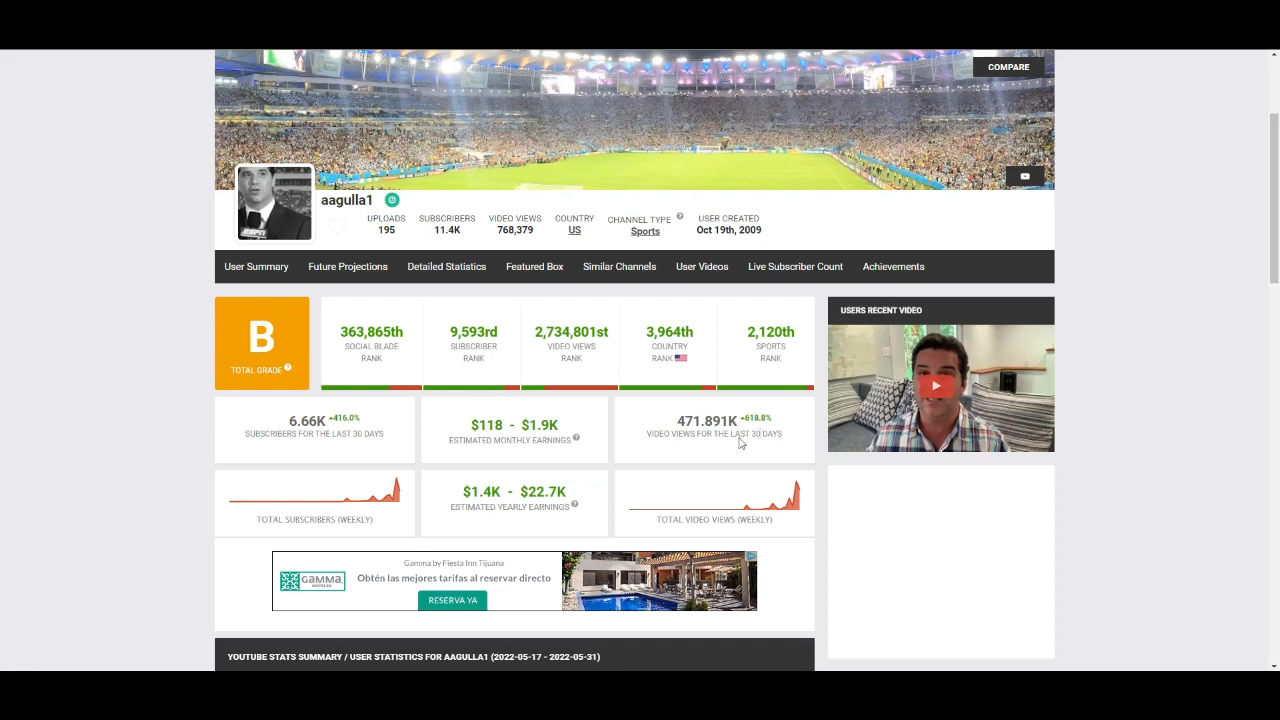 COMPARE
aagulla1
UPLOADS
195
SUBSCRIBERS
11.4K
VIDEO VIEWS
768,379
COUNTRY
US
CHANNEL TYPE ?
Sports
USER CREATED
Oct 19th, 2009
User Summary Future Projections Detailed Statistics Featured Box Similar Channels User Videos Live Subscriber Count Achievements
B
TOTAL GRADE ?
363,865th
SOCIAL BLADE
RANK
9,593rd
SUBSCRIBER
RANK
2,734,801st
VIDEO VIEWS
RANK
3,964th
COUNTRY
RANK
2,120th
SPORTS
RANK
USERS RECENT VIDEO
6.66K 416.0%
SUBSCRIBERS FOR THE LAST 30 DAYS
$118 - $1.9K
ESTIMATED MONTHLY EARNINGS ?
471.891K 618.8%
VIDEO VIEWS FOR THE LAST 30 DAYS
TOTAL SUBSCRIBERS (WEEKLY)
$1.4K - $22.7K
ESTIMATED YEARLY EARNINGS ?
TOTAL VIDEO VIEWS (WEEKLY)
GAMMA
Gamma by Fiesta Inn Tijuana
Obtén las mejores tarifas al reservar directo
RESERVA YA
YOUTUBE STATS SUMMARY / USER STATISTICS FOR AAGULLA1 (2022-05-17 - 2022-05-31)